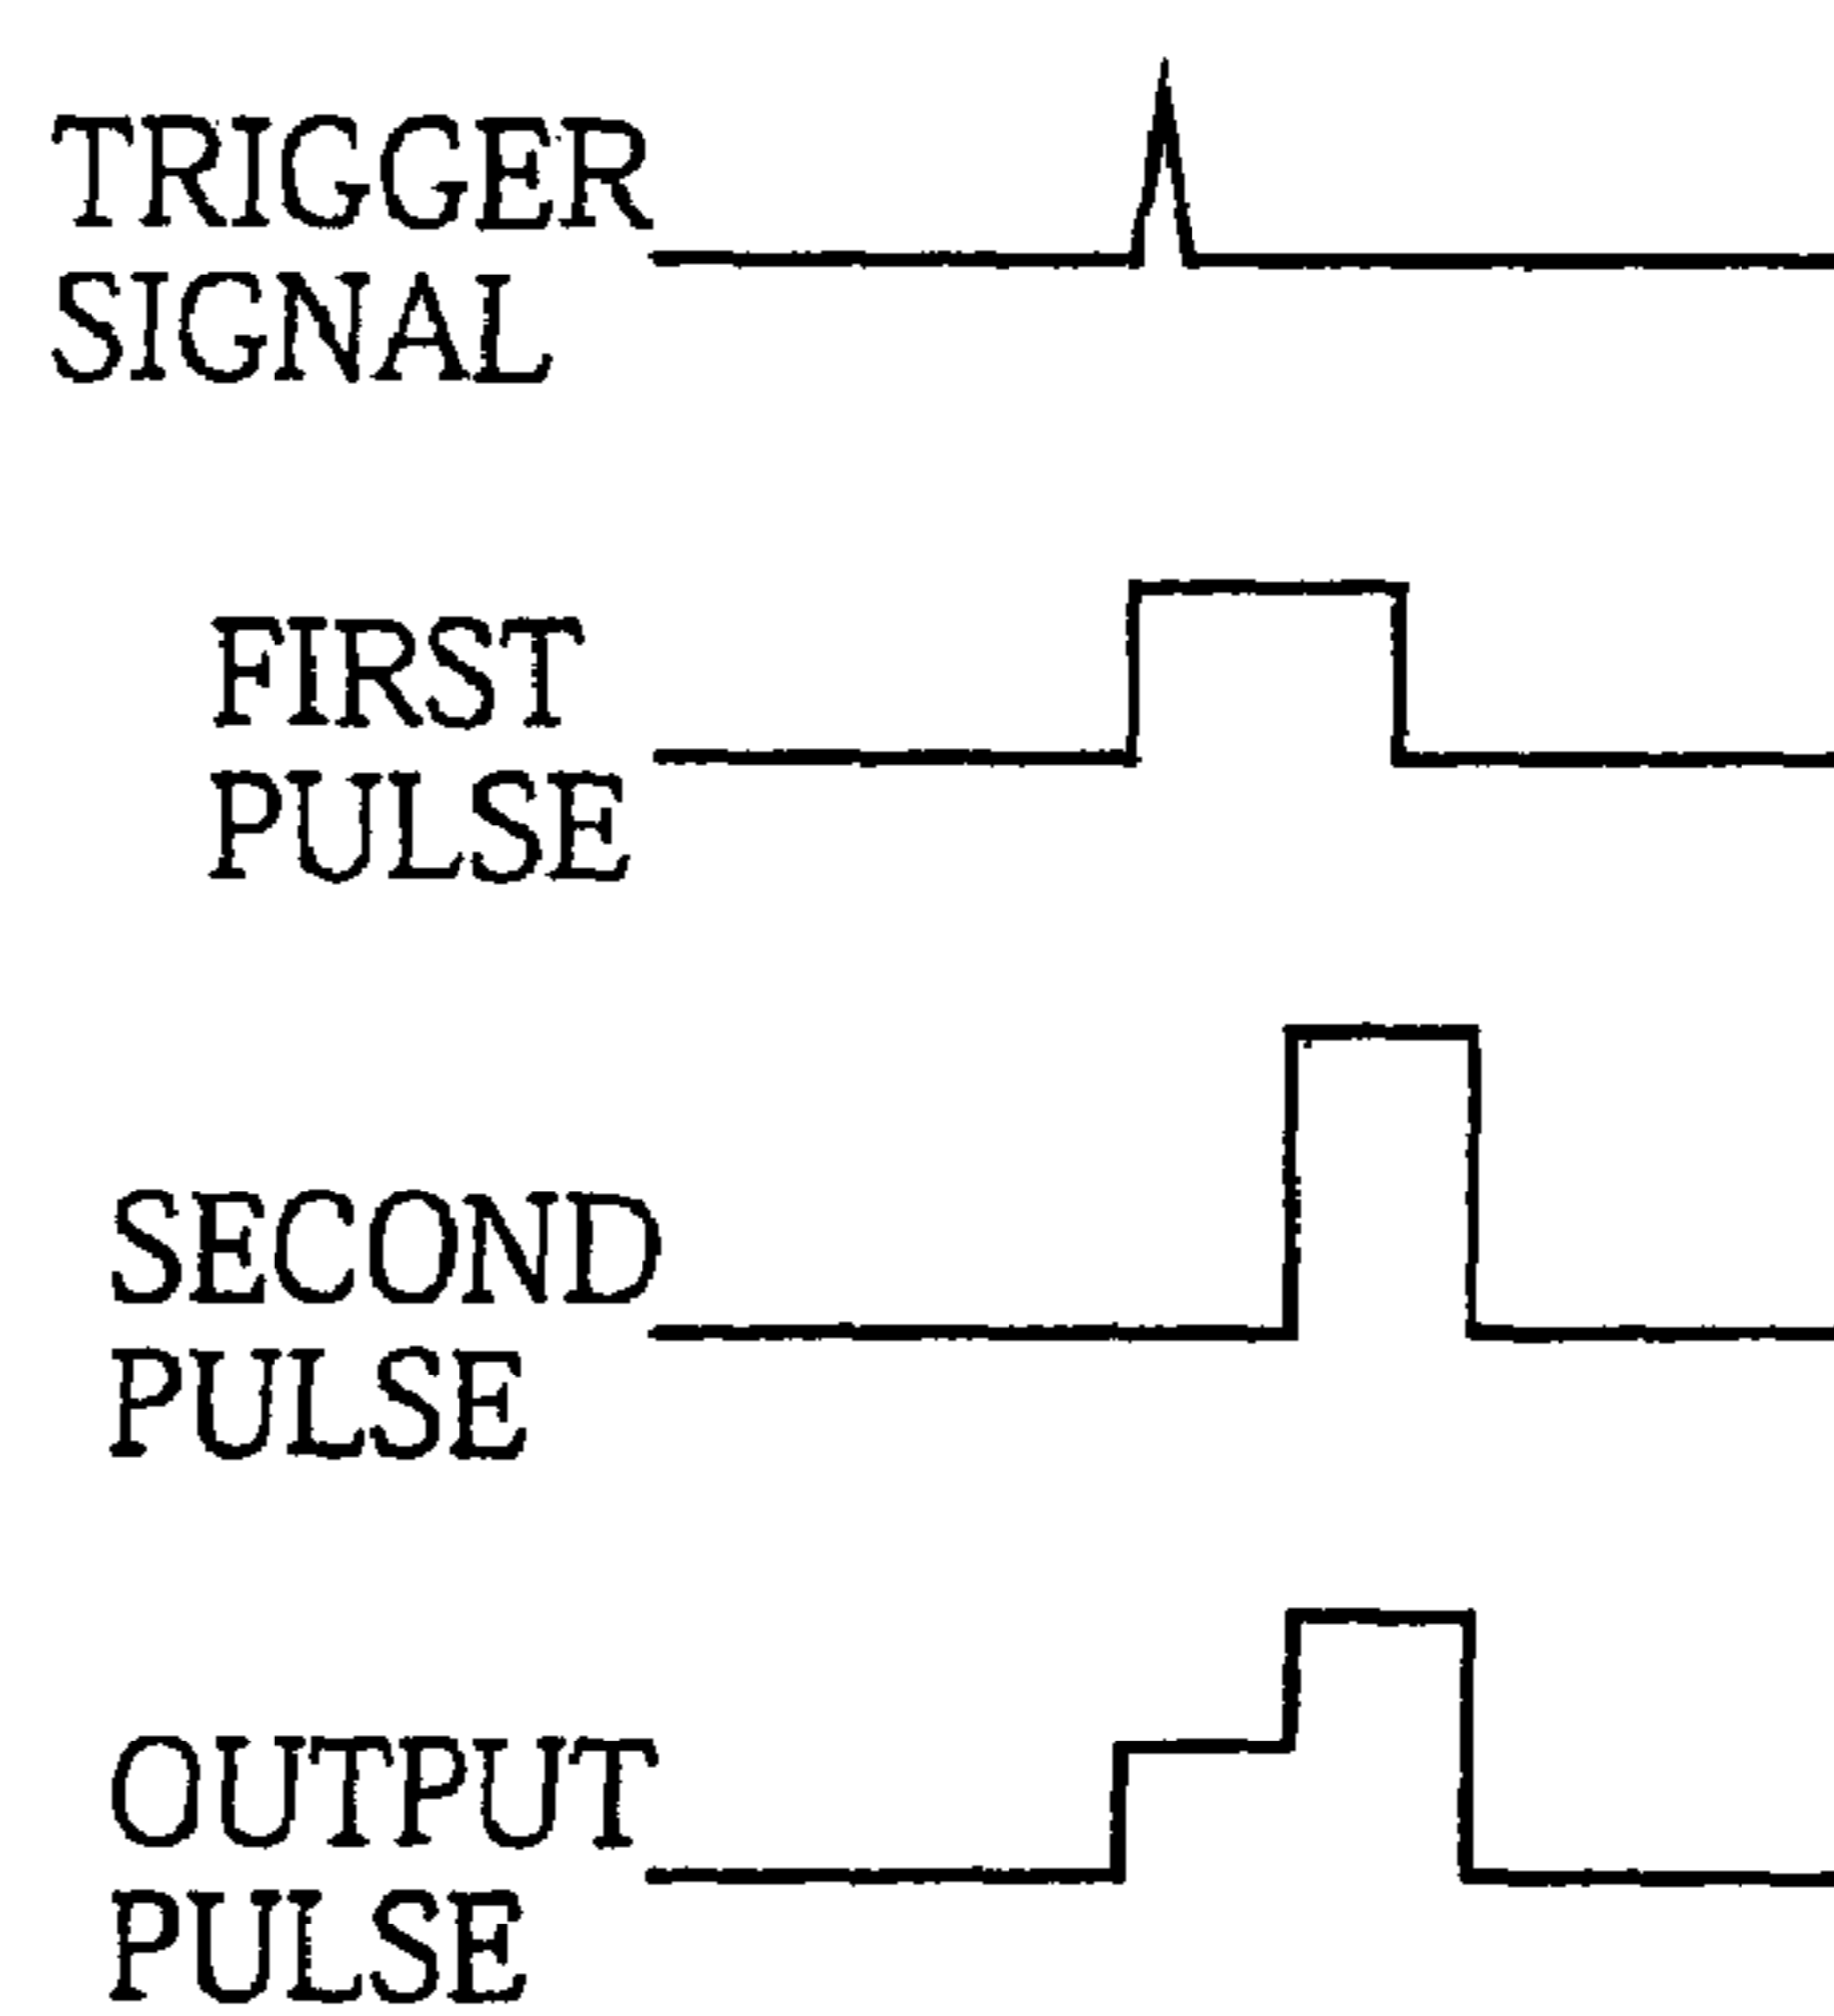 TRIGGER
SIGNAL
FIRST
PULSE
SECOND
PULSE
OUTPUT
PULSE